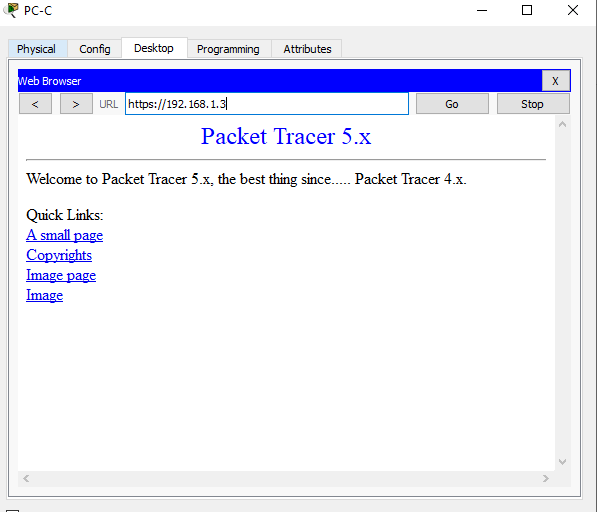 PC-C
Physical Config Desktop Programming Attributes
Web Browser X
< > URL https://192.168.1.3 Go Stop
Packet Tracer 5.x
Welcome to Packet Tracer 5.x, the best thing since..... Packet Tracer 4.x.
Quick Links:
A small page
Copyrights
Image page
Image